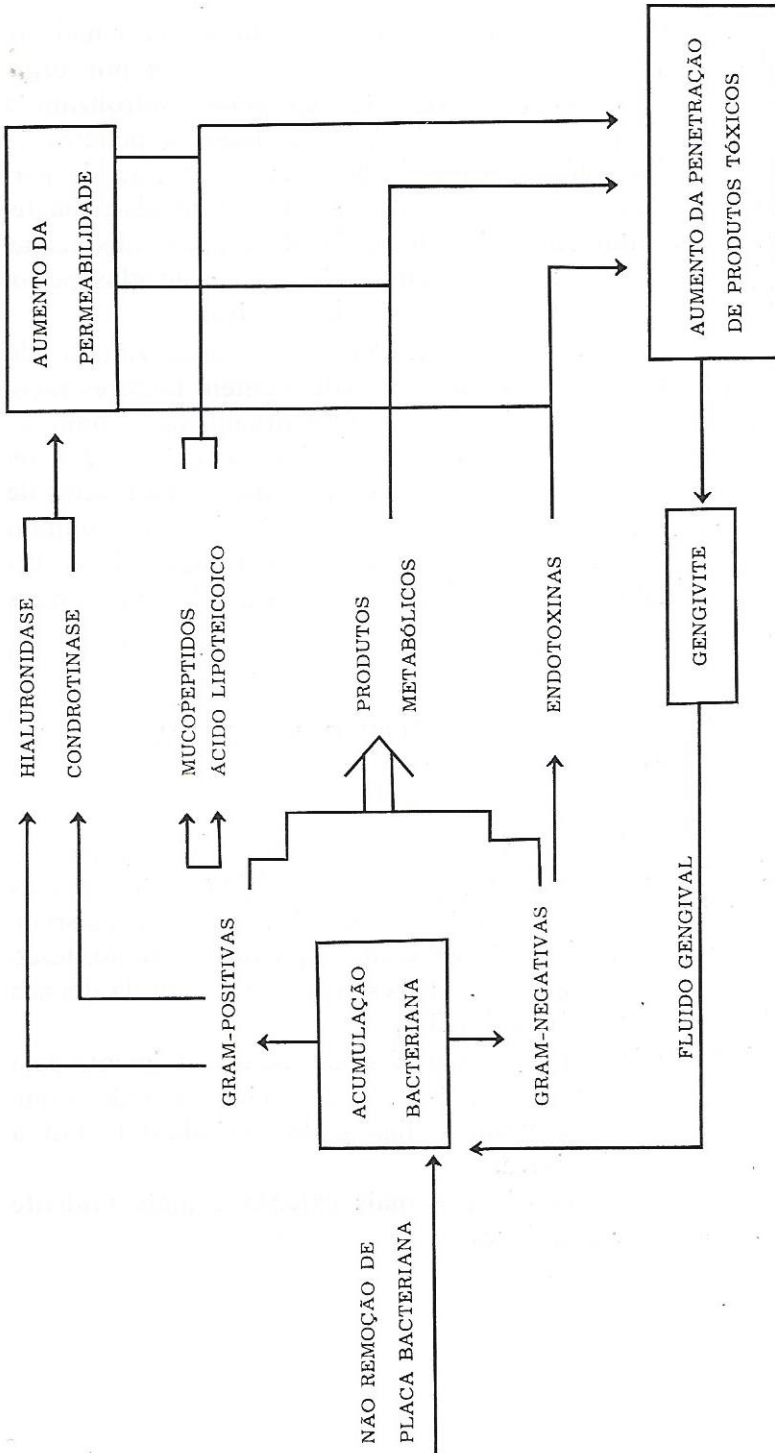 NÃO REMOÇÃO DE
PLACA BACTERIANA
ACUMULAÇÃO
BACTERIANA
GRAM-POSITIVAS
GRAM-NEGATIVAS
HIALURONIDASE
CONDROTINASE
MUCOPEPTIDOS
ÁCIDO LIPOTEICOICO
PRODUTOS
METABÓLICOS
ENDOTOXINAS
AUMENTO DA
PERMEABILIDADE
AUMENTO DA PENETRAÇÃO
DE PRODUTOS TÓXICOS
GENGIVITE
FLUIDO GENGIVAL